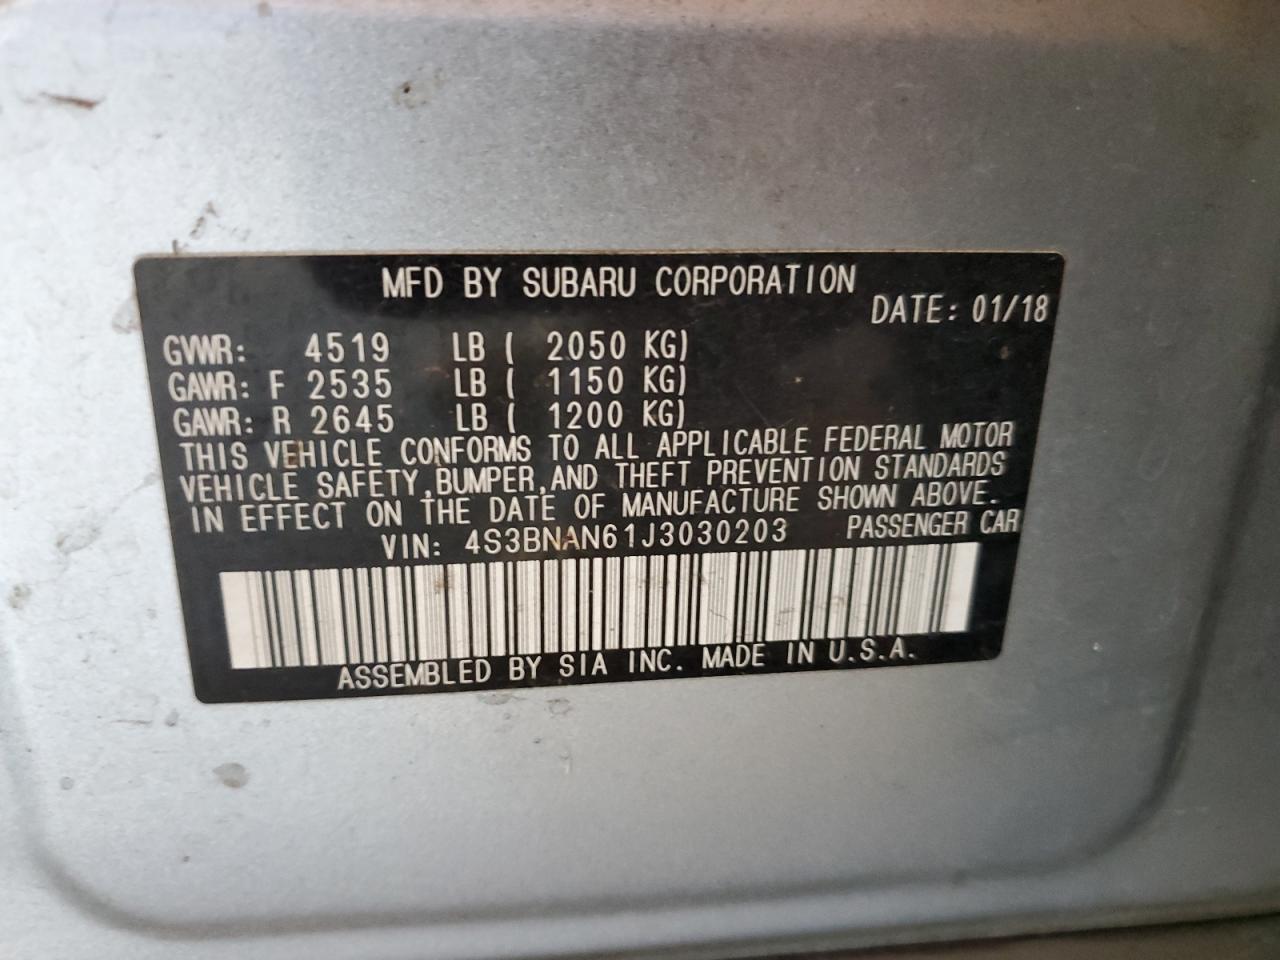 MFD BY SUBARU CORPORATION
DATE: 01/18
GVWR: 4519 LB ( 2050 KG)
GAWR: F 2535 LB ( 1150 KG)
GAWR: R 2645 LB ( 1200 KG)
THIS VEHICLE CONFORMS TO ALL APPLICABLE FEDERAL MOTOR
VEHICLE SAFETY,BUMPER,AND THEFT PREVENTION STANDARDS
IN EFFECT ON THE DATE OF MANUFACTURE SHOWN ABOVE.
VIN: 4S3BNAN61J3030203 PASSENGER CAR
ASSEMBLED BY SIA INC. MADE IN U.S.A.